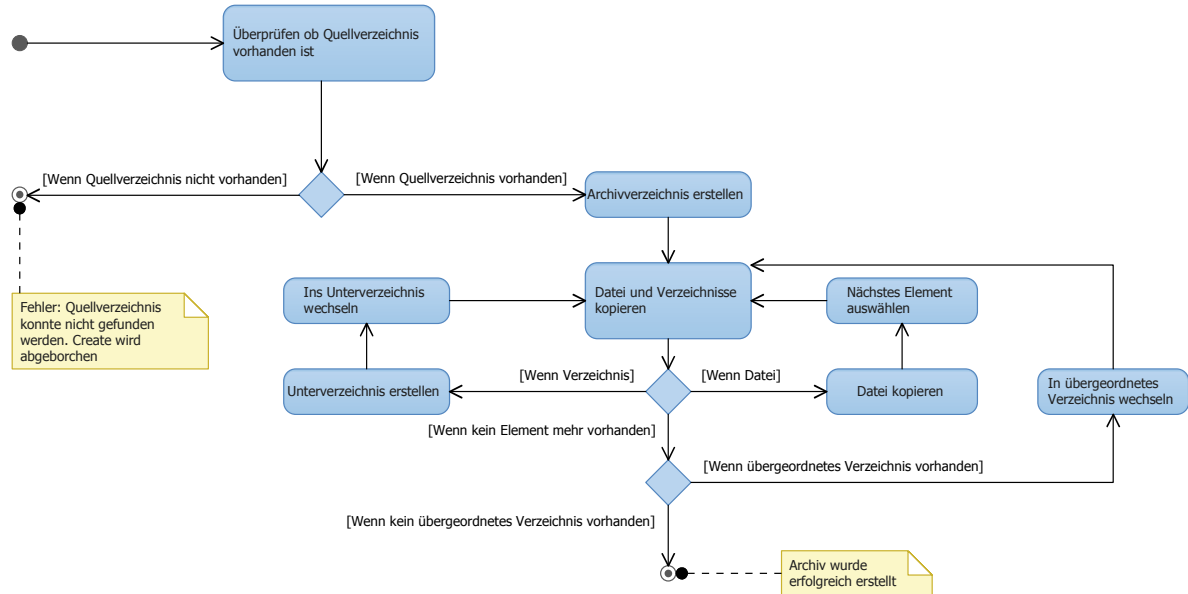 Überprüfen ob Quellverzeichnis
vorhanden ist
[Wenn Quellverzeichnis nicht vorhanden]
[Wenn Quellverzeichnis vorhanden]
Archivverzeichnis erstellen
Fehler: Quellverzeichnis
konnte nicht gefunden
werden. Create wird
abgeborchen
Ins Unterverzeichnis
wechseln
Datei und Verzeichnisse
kopieren
Nächstes Element
auswählen
[Wenn Verzeichnis]
[Wenn Datei]
Unterverzeichnis erstellen
Datei kopieren
In übergeordnetes
Verzeichnis wechseln
[Wenn kein Element mehr vorhanden]
[Wenn übergeordnetes Verzeichnis vorhanden]
[Wenn kein übergeordnetes Verzeichnis vorhanden]
Archiv wurde
erfolgreich erstellt